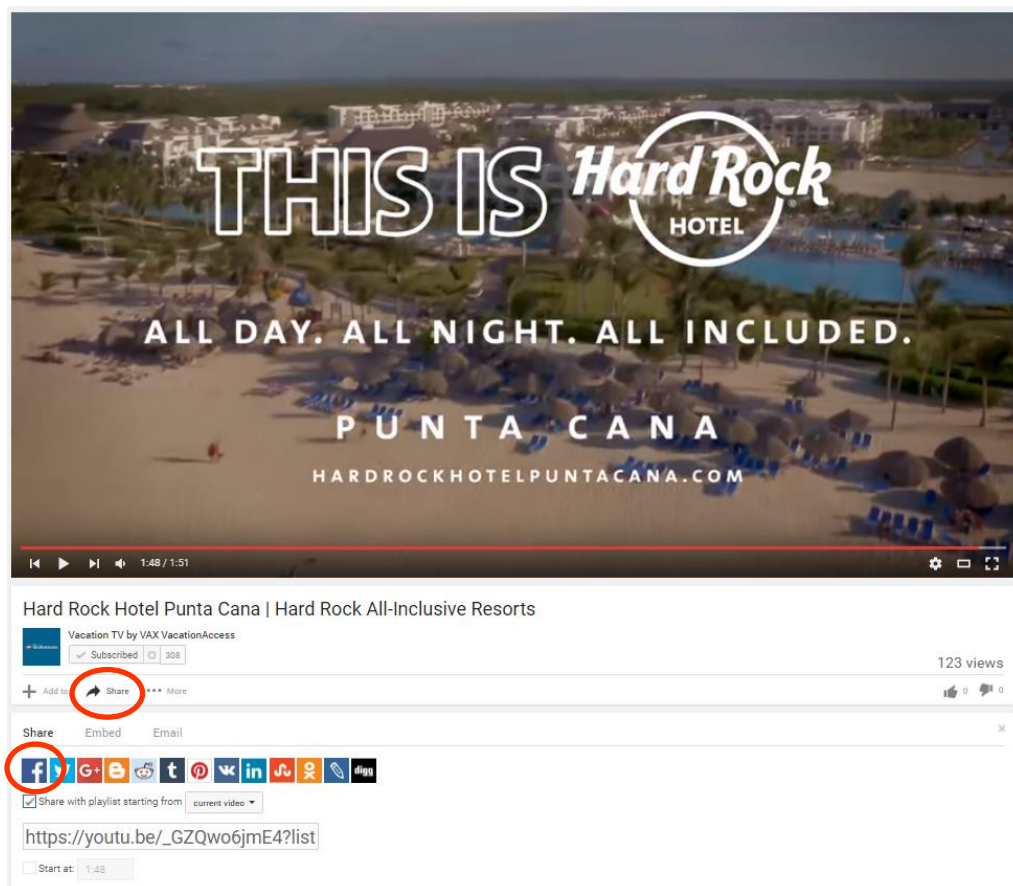 THIS IS Hard Rock HOTEL ®
ALL DAY. ALL NIGHT. ALL INCLUDED.
PUNTA CANA
HARDROCKHOTELPUNTACANA.COM
1:48 / 1:51
Hard Rock Hotel Punta Cana | Hard Rock All-Inclusive Resorts
Vacation TV by VAX VacationAccess
Subscribed 308
123 views
Add to Share More 0 0
Share Embed Email
f G+ B t vk in digg
Share with playlist starting from current video
https://youtu.be/_GZQwo6jmE4?list
Start at: 1:48